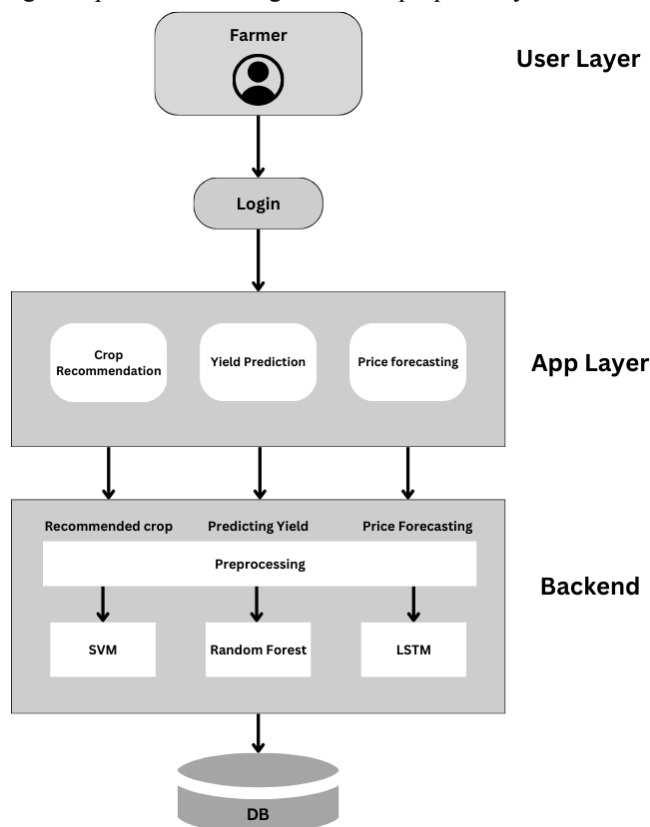 Farmer
User Layer
Login
Crop
Recommendation
Yield Prediction
Price forecasting
App Layer
Recommended crop
Predicting Yield
Price Forecasting
Preprocessing
Backend
SVM
Random Forest
LSTM
DB